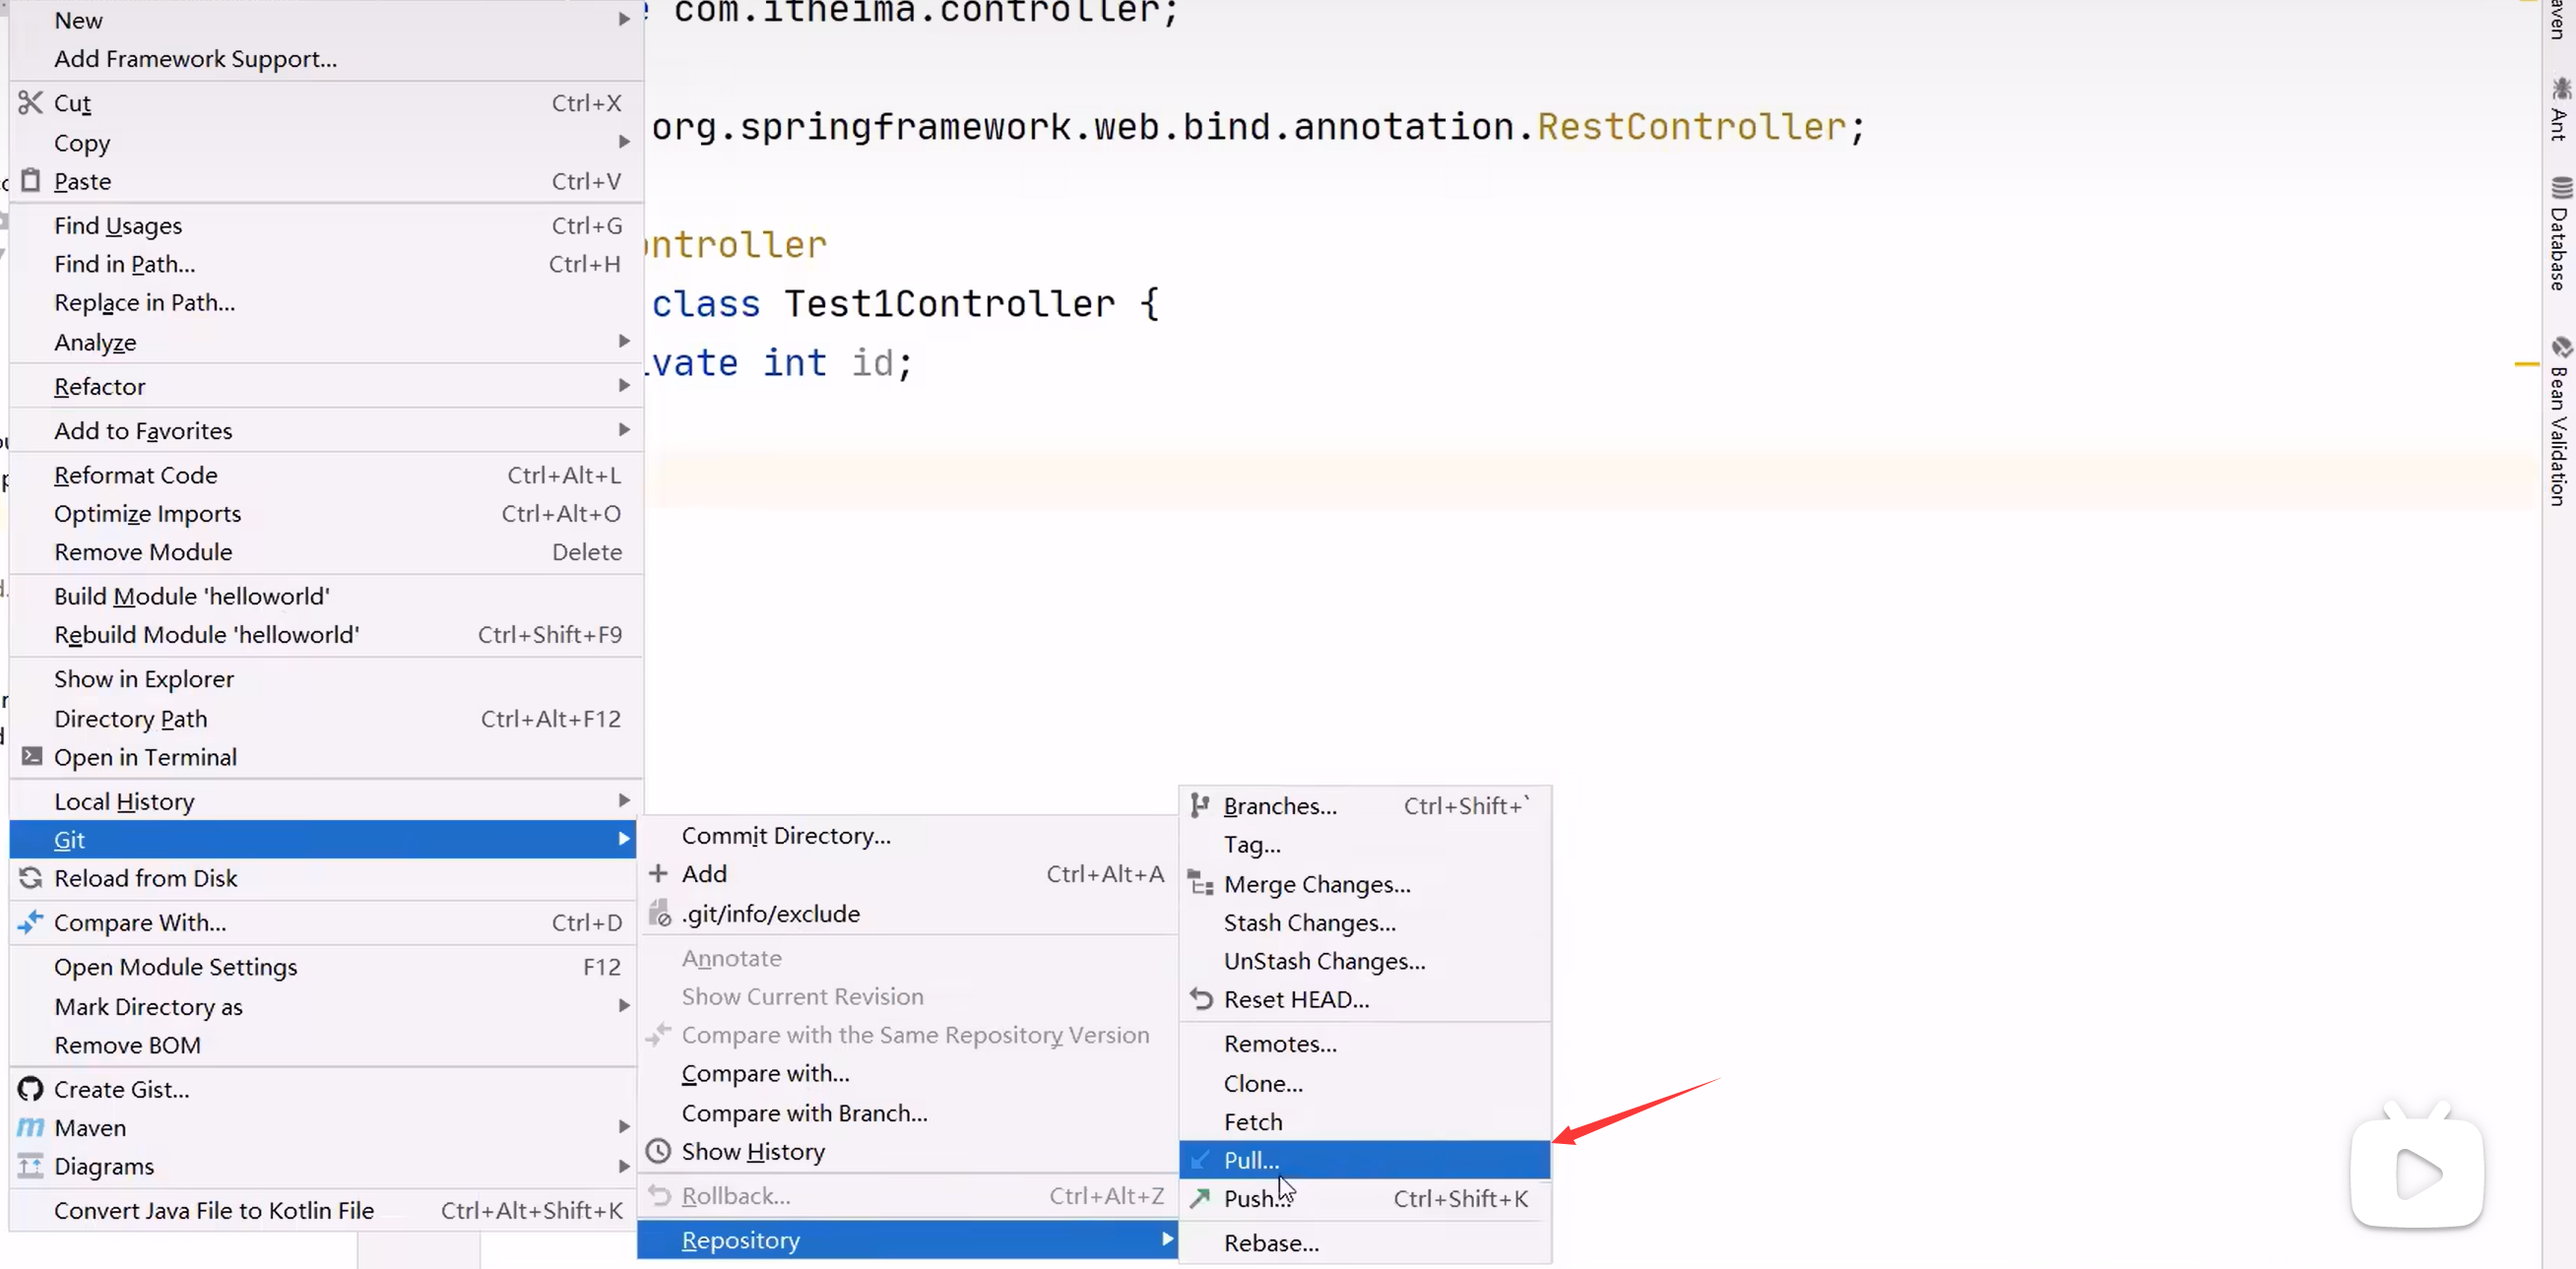 New
Add Framework Support...
Cut Ctrl+X
Copy
Paste Ctrl+V
Find Usages Ctrl+G
Find in Path... Ctrl+H
Replace in Path...
Analyze
Refactor
Add to Favorites
Reformat Code Ctrl+Alt+L
Optimize Imports Ctrl+Alt+O
Remove Module Delete
Build Module 'helloworld'
Rebuild Module 'helloworld' Ctrl+Shift+F9
Show in Explorer
Directory Path Ctrl+Alt+F12
Open in Terminal
Local History
Git
Reload from Disk
Compare With... Ctrl+D
Open Module Settings F12
Mark Directory as
Remove BOM
Create Gist...
Maven
Diagrams
Convert Java File to Kotlin File Ctrl+Alt+Shift+K
Commit Directory...
Add Ctrl+Alt+A
.git/info/exclude
Annotate
Show Current Revision
Compare with the Same Repository Version
Compare with...
Compare with Branch...
Show History
Rollback... Ctrl+Alt+Z
Repository
Branches... Ctrl+Shift+`
Tag...
Merge Changes...
Stash Changes...
UnStash Changes...
Reset HEAD...
Remotes...
Clone...
Fetch
Pull...
Push... Ctrl+Shift+K
Rebase...
com.itheima.controller;
org.springframework.web.bind.annotation.RestController;
ontroller
class Test1Controller {
vate int id;
aven
Ant
Database
Bean Validation